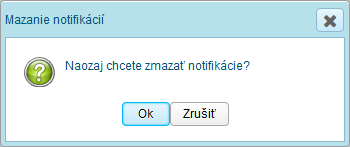 Mazanie notifikácií
Naozaj chcete zmazať notifikácie?
Ok
Zrušiť